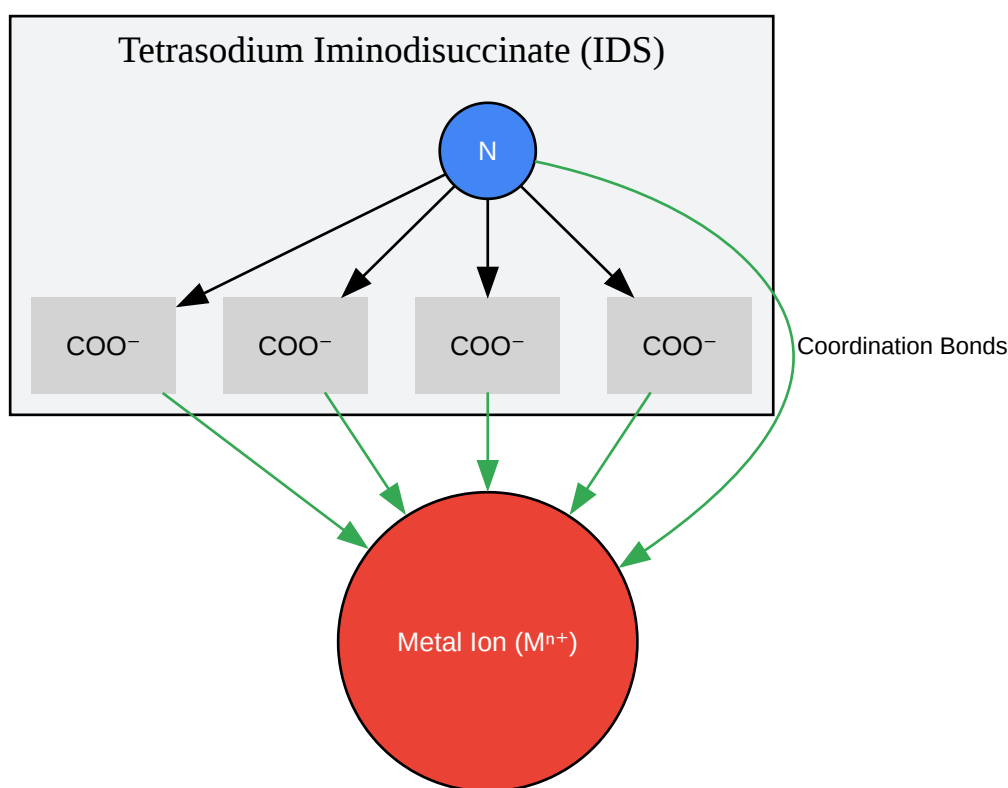 Tetrasodium Iminodisuccinate (IDS)
N
COO⁻
COO⁻
COO⁻
COO⁻
Coordination Bonds
Metal Ion (Mⁿ⁺)